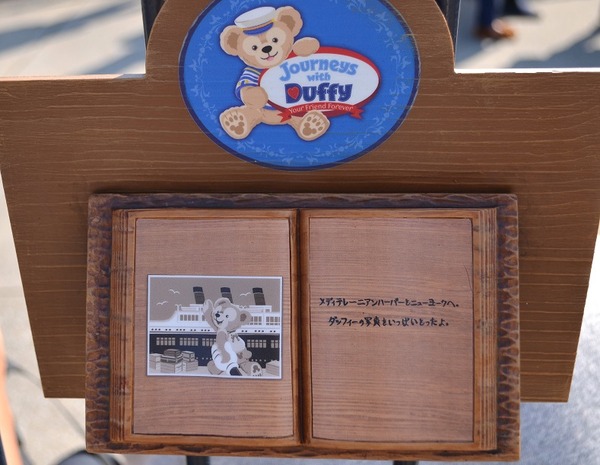 Journeys
with
Duffy
Your Friend Forever
メディテレーニアンハーバーとニューヨークへ。
ダッフィーの写真をいっぱいとったよ。